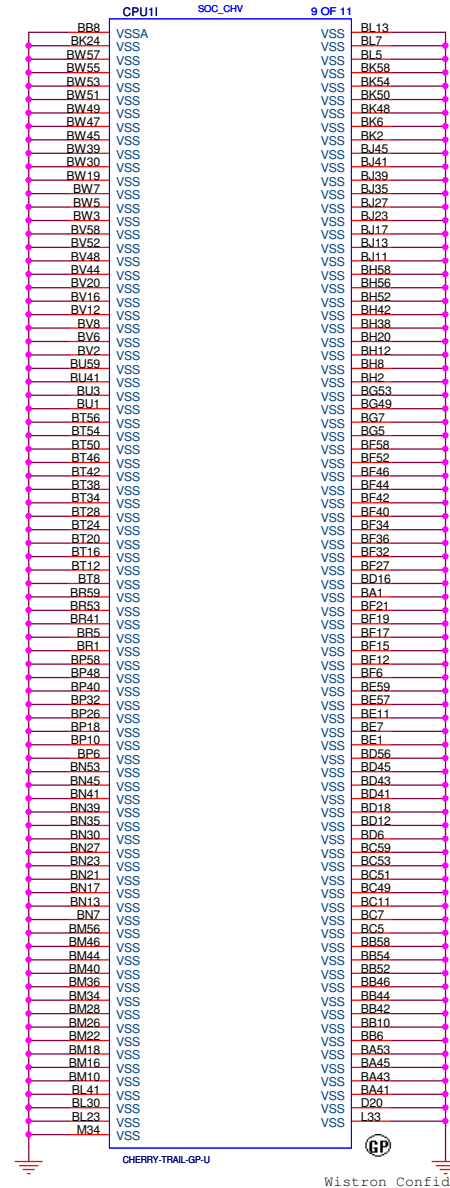 CPU1I SOC_CHV 9 OF 11
BB8 VSSA VSS BL13
BK24 VSS VSS BL7
BW57 VSS VSS BL5
BW55 VSS VSS BK58
BW53 VSS VSS BK54
BW51 VSS VSS BK50
BW49 VSS VSS BK48
BW47 VSS VSS BK6
BW45 VSS VSS BK2
BW39 VSS VSS BJ45
BW30 VSS VSS BJ41
BW19 VSS VSS BJ39
BW7 VSS VSS BJ35
BW5 VSS VSS BJ27
BW3 VSS VSS BJ23
BV58 VSS VSS BJ17
BV52 VSS VSS BJ13
BV48 VSS VSS BJ11
BV44 VSS VSS BH58
BV20 VSS VSS BH56
BV16 VSS VSS BH52
BV12 VSS VSS BH42
BV8 VSS VSS BH38
BV6 VSS VSS BH20
BV2 VSS VSS BH12
BU59 VSS VSS BH8
BU41 VSS VSS BH2
BU3 VSS VSS BG53
BU1 VSS VSS BG49
BT56 VSS VSS BG7
BT54 VSS VSS BG5
BT50 VSS VSS BF58
BT46 VSS VSS BF52
BT42 VSS VSS BF46
BT38 VSS VSS BF44
BT34 VSS VSS BF42
BT28 VSS VSS BF40
BT24 VSS VSS BF34
BT20 VSS VSS BF36
BT16 VSS VSS BF32
BT12 VSS VSS BF27
BT8 VSS VSS BD16
BR59 VSS VSS BA1
BR53 VSS VSS BF21
BR41 VSS VSS BF19
BR5 VSS VSS BF17
BR1 VSS VSS BF15
BP58 VSS VSS BF12
BP48 VSS VSS BF6
BP40 VSS VSS BE59
BP32 VSS VSS BE57
BP26 VSS VSS BE11
BP18 VSS VSS BE7
BP10 VSS VSS BE1
BP6 VSS VSS BD56
BN53 VSS VSS BD45
BN45 VSS VSS BD43
BN41 VSS VSS BD41
BN39 VSS VSS BD18
BN35 VSS VSS BD12
BN30 VSS VSS BD6
BN27 VSS VSS BC59
BN23 VSS VSS BC53
BN21 VSS VSS BC51
BN17 VSS VSS BC49
BN13 VSS VSS BC11
BN7 VSS VSS BC7
BM56 VSS VSS BC5
BM46 VSS VSS BB58
BM44 VSS VSS BB54
BM40 VSS VSS BB52
BM36 VSS VSS BB46
BM34 VSS VSS BB44
BM28 VSS VSS BB42
BM26 VSS VSS BB10
BM22 VSS VSS BB6
BM18 VSS VSS BA53
BM16 VSS VSS BA45
BM10 VSS VSS BA43
BL41 VSS VSS BA41
BL30 VSS VSS D20
BL23 VSS VSS L33
M34 VSS
GP
CHERRY-TRAIL-GP-U
Wistron Confid